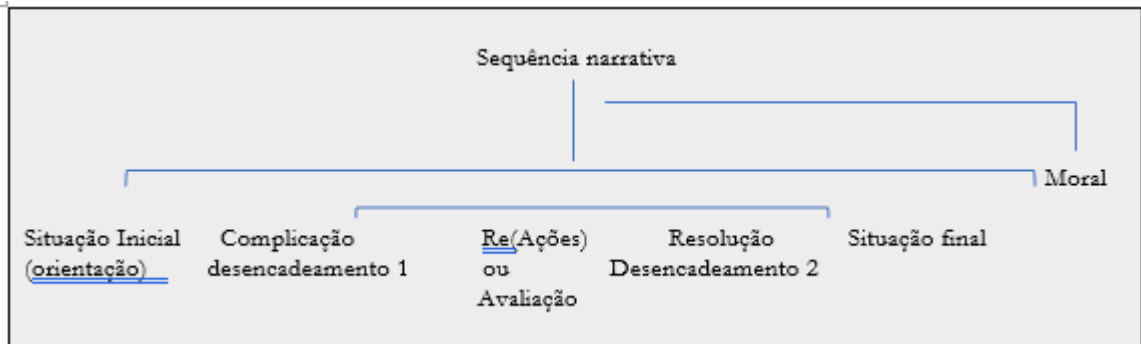 Sequência narrativa
Moral
Situação Inicial Complicação Re(Ações) Resolução Situação final
(orientação) desencadeamento 1 ou Desencadeamento 2
Avaliação